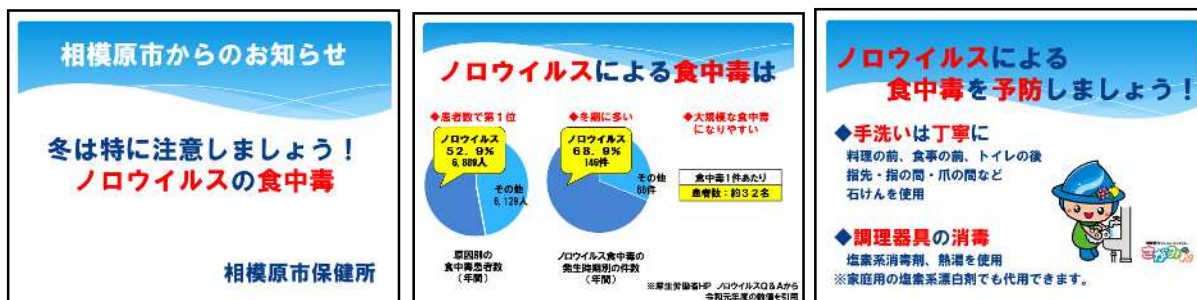 相模原市からのお知らせ
冬は特に注意しましょう!
ノロウイルスの食中毒
相模原市保健所
ノロウイルスによる食中毒は
◆患者数で第1位
ノロウイルス
52.9%
6,889人
その他
6,129人
原因別の
食中毒患者数
(年間)
◆冬期に多い
ノロウイルス
68.9%
146件
その他
66件
ノロウイルス食中毒の
発生時期別の件数
(年間)
◆大規模な食中毒
になりやすい
食中毒1件あたり
患者数:約32名
※厚生労働省HP ノロウイルスQ&Aから
令和元年度の数値を引用
ノロウイルスによる
食中毒を予防しましょう!
◆手洗いは丁寧に
料理の前、食事の前、トイレの後
指先・指の間・爪の間など
石けんを使用
◆調理器具の消毒
塩素系消毒剤、熱湯を使用
※家庭用の塩素系漂白剤でも代用できます。
さがみん